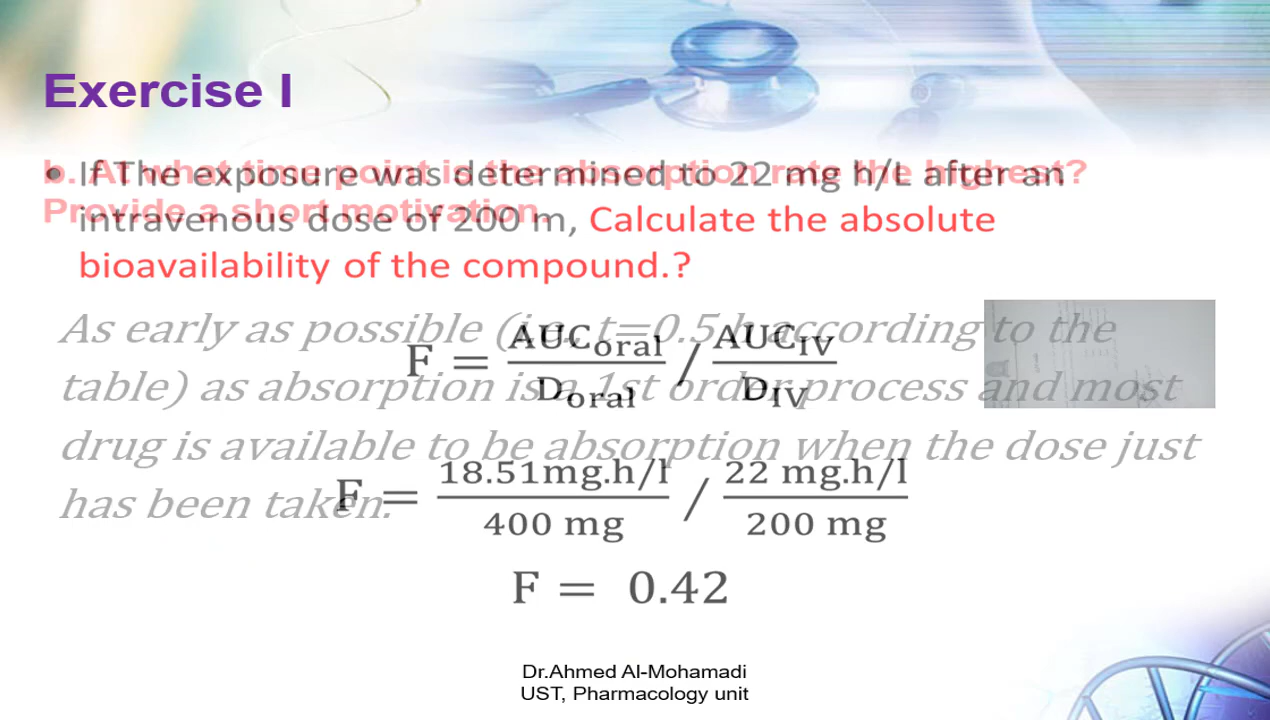 Exercise I
b. At what time point is the absorption rate the highest?
Provide a short motivation.
• If The exposure was determined to 22 mg h/L after an
intravenous dose of 200 m, Calculate the absolute
bioavailability of the compound.?
As early as possible (i.e. t=0.5 h according to the
table) as absorption is a 1st order process and most
drug is available to be absorption when the dose just
has been taken.
F = AUCoral / Doral / AUCIV / DIV
F = 18.51mg.h/l / 400 mg / 22 mg.h/l / 200 mg
F = 0.42
Dr.Ahmed Al-Mohamadi
UST, Pharmacology unit